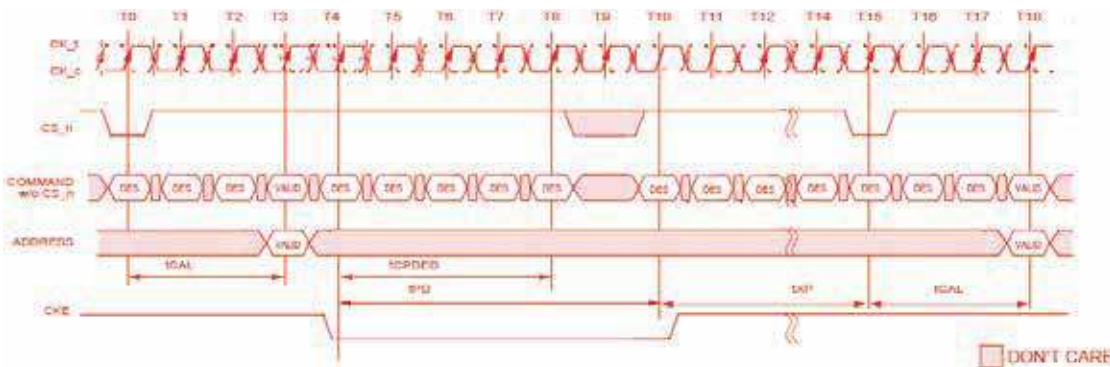 T0 T1 T2 T3 T4 T5 T6 T7 T8 T9 T10 T11 T12 T14 T15 T16 T17 T18
CK_t
CK_c
CS_n
COMMAND
w/o CS_n
DES DES DES VALID DES DES DES DES DES DES DES DES DES DES DES DES VALID
ADDRESS
VALID VALID
tCAL tCPDED
tPD tXP tCAL
CKE
DON'T CARE